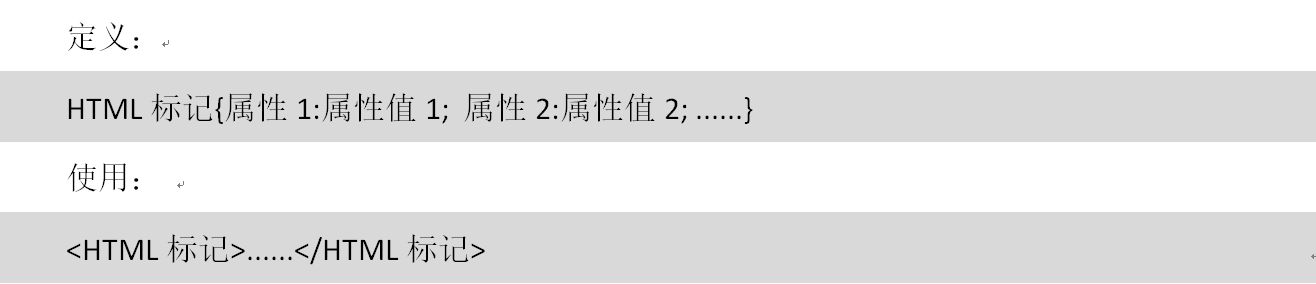 定义：
HTML 标记{属性 1:属性值 1; 属性 2:属性值 2; ......}
使用：
<HTML 标记>......</HTML 标记>